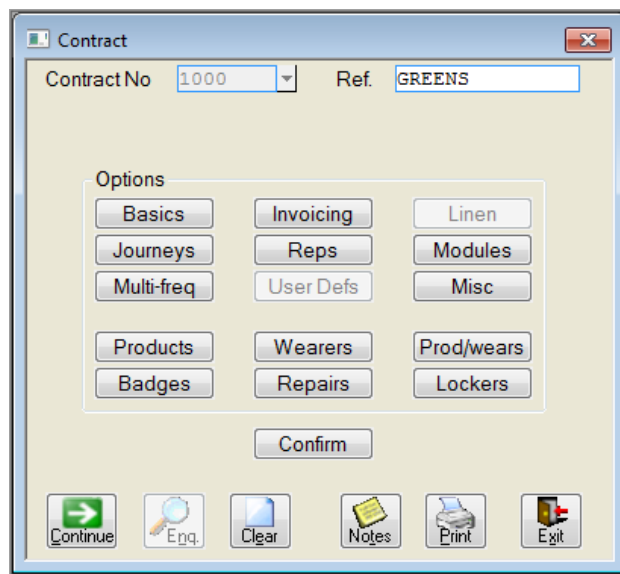 Contract
Contract No 1000 Ref. GREENS
Options
Basics Invoicing Linen
Journeys Reps Modules
Multi-freq User Defs Misc
Products Wearers Prod/wears
Badges Repairs Lockers
Confirm
Continue Enq. Clear Notes Print Exit